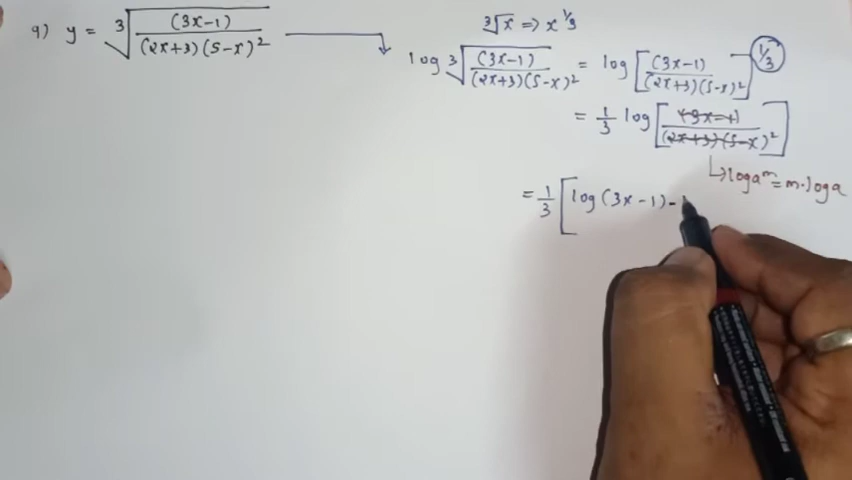 9) y = ∛((3x-1)/((2x+3)(5-x)²))
∛x ⇒ x^(1/3)
log ∛((3x-1)/((2x+3)(5-x)²)) = log [(3x-1)/((2x+3)(5-x)²)]^(1/3)
= 1/3 log [(3x-1)/((2x+3)(5-x)²)]
↳ log a^m = m·log a
= 1/3 [log(3x-1) -